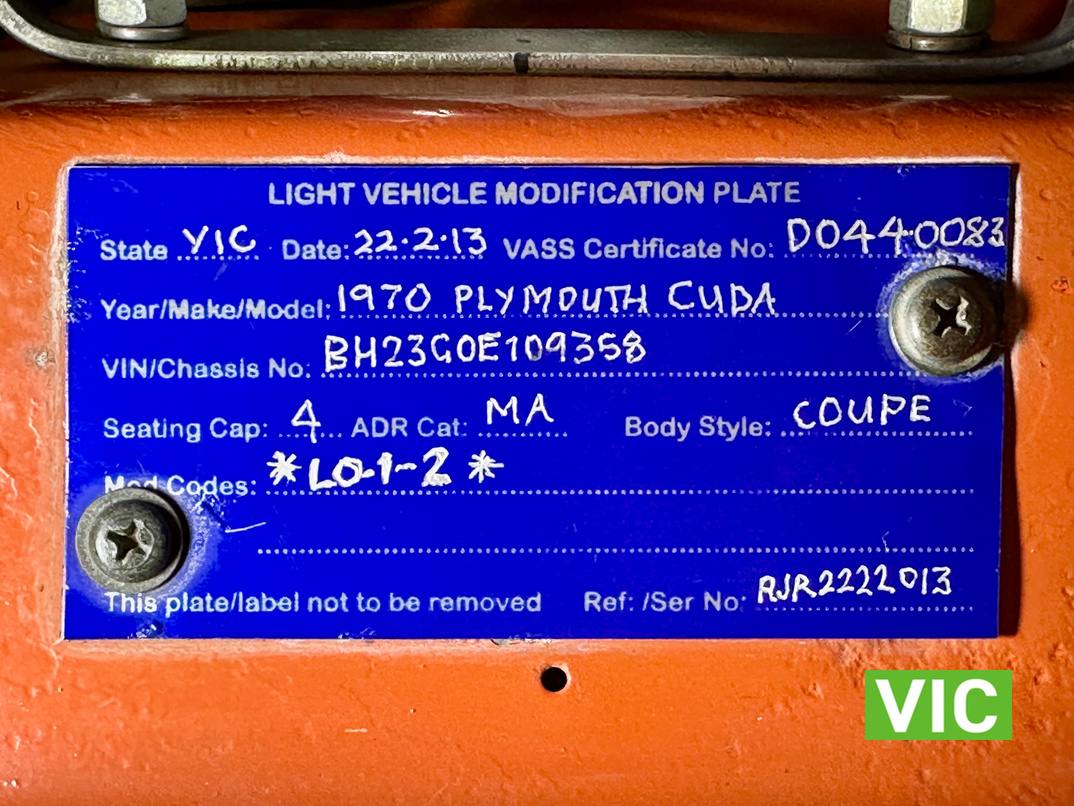 LIGHT VEHICLE MODIFICATION PLATE
State VIC Date: 22.2.13 VASS Certificate No: D044.0083
Year/Make/Model: 1970 PLYMOUTH CUDA
VIN/Chassis No. BH23G0E109358
Seating Cap: 4 ADR Cat: MA Body Style: COUPE
Mod Codes: *LO-1-2 *
This plate/label not to be removed Ref: /Ser No: RJR2222013
VIC